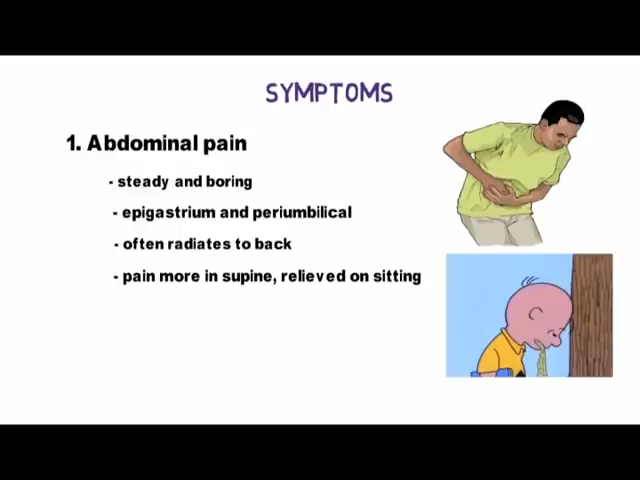 SYMPTOMS
1. Abdominal pain
- steady and boring
- epigastrium and periumbilical
- often radiates to back
- pain more in supine, relieved on sitting